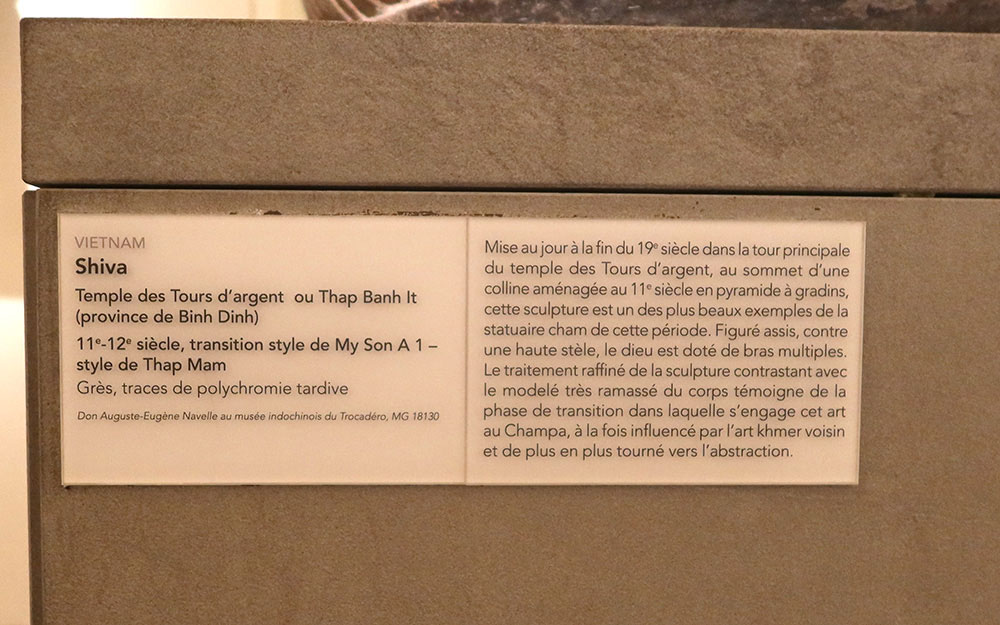 VIETNAM
Shiva
Temple des Tours d'argent ou Thap Banh It
(province de Binh Dinh)
11e-12e siècle, transition style de My Son A 1 –
style de Thap Mam
Grès, traces de polychromie tardive
Don Auguste-Eugène Navelle au musée indochinois du Trocadéro, MG 18130
Mise au jour à la fin du 19e siècle dans la tour principale
du temple des Tours d'argent, au sommet d'une
colline aménagée au 11e siècle en pyramide à gradins,
cette sculpture est un des plus beaux exemples de la
statuaire cham de cette période. Figuré assis, contre
une haute stèle, le dieu est doté de bras multiples.
Le traitement raffiné de la sculpture contrastant avec
le modelé très ramassé du corps témoigne de la
phase de transition dans laquelle s'engage cet art
au Champa, à la fois influencé par l'art khmer voisin
et de plus en plus tourné vers l'abstraction.